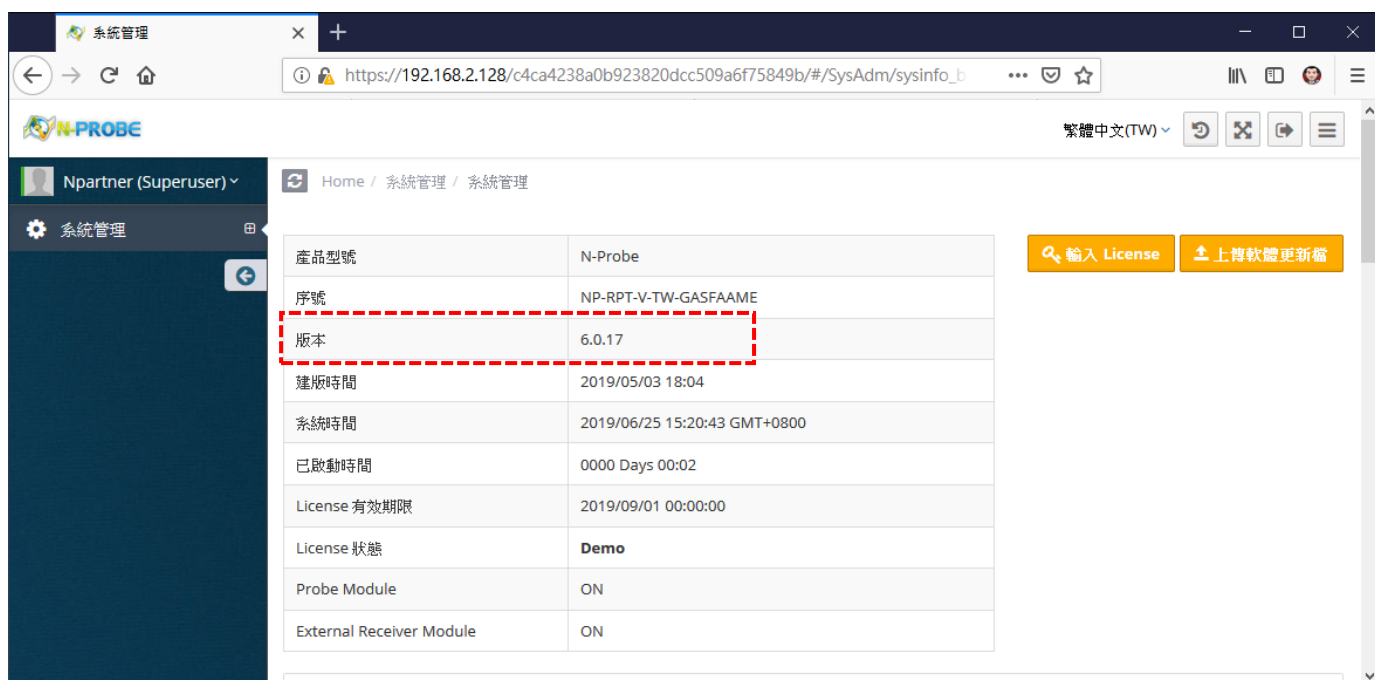 系統管理
https://192.168.2.128/c4ca4238a0b923820dcc509a6f75849b/#/SysAdm/sysinfo_b
N-PROBE
繁體中文(TW)
Npartner (Superuser)
Home / 系統管理 / 系統管理
系統管理
輸入 License
上傳軟體更新檔
產品型號 N-Probe
序號 NP-RPT-V-TW-GASFAAME
版本 6.0.17
建版時間 2019/05/03 18:04
系統時間 2019/06/25 15:20:43 GMT+0800
已啟動時間 0000 Days 00:02
License 有效期限 2019/09/01 00:00:00
License 狀態 Demo
Probe Module ON
External Receiver Module ON